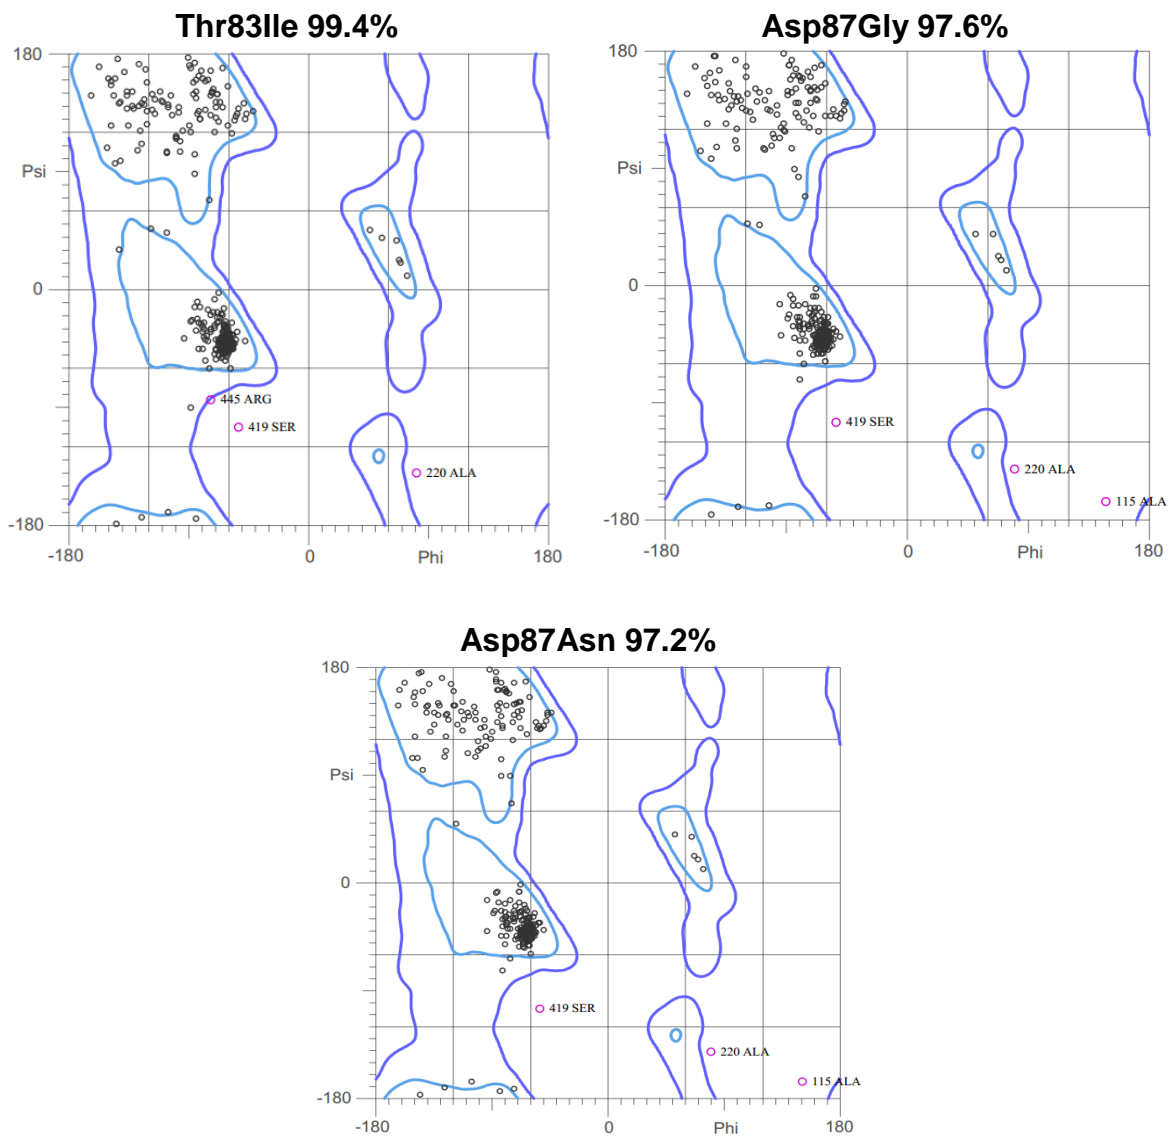 Thr83Ile 99.4%
180
Psi
0
445 ARG
419 SER
220 ALA
-180
-180
0
Phi
180
Asp87Gly 97.6%
180
Psi
0
419 SER
220 ALA
115 ALA
-180
-180
0
Phi
180
Asp87Asn 97.2%
180
Psi
0
419 SER
220 ALA
115 ALA
-180
-180
0
Phi
180